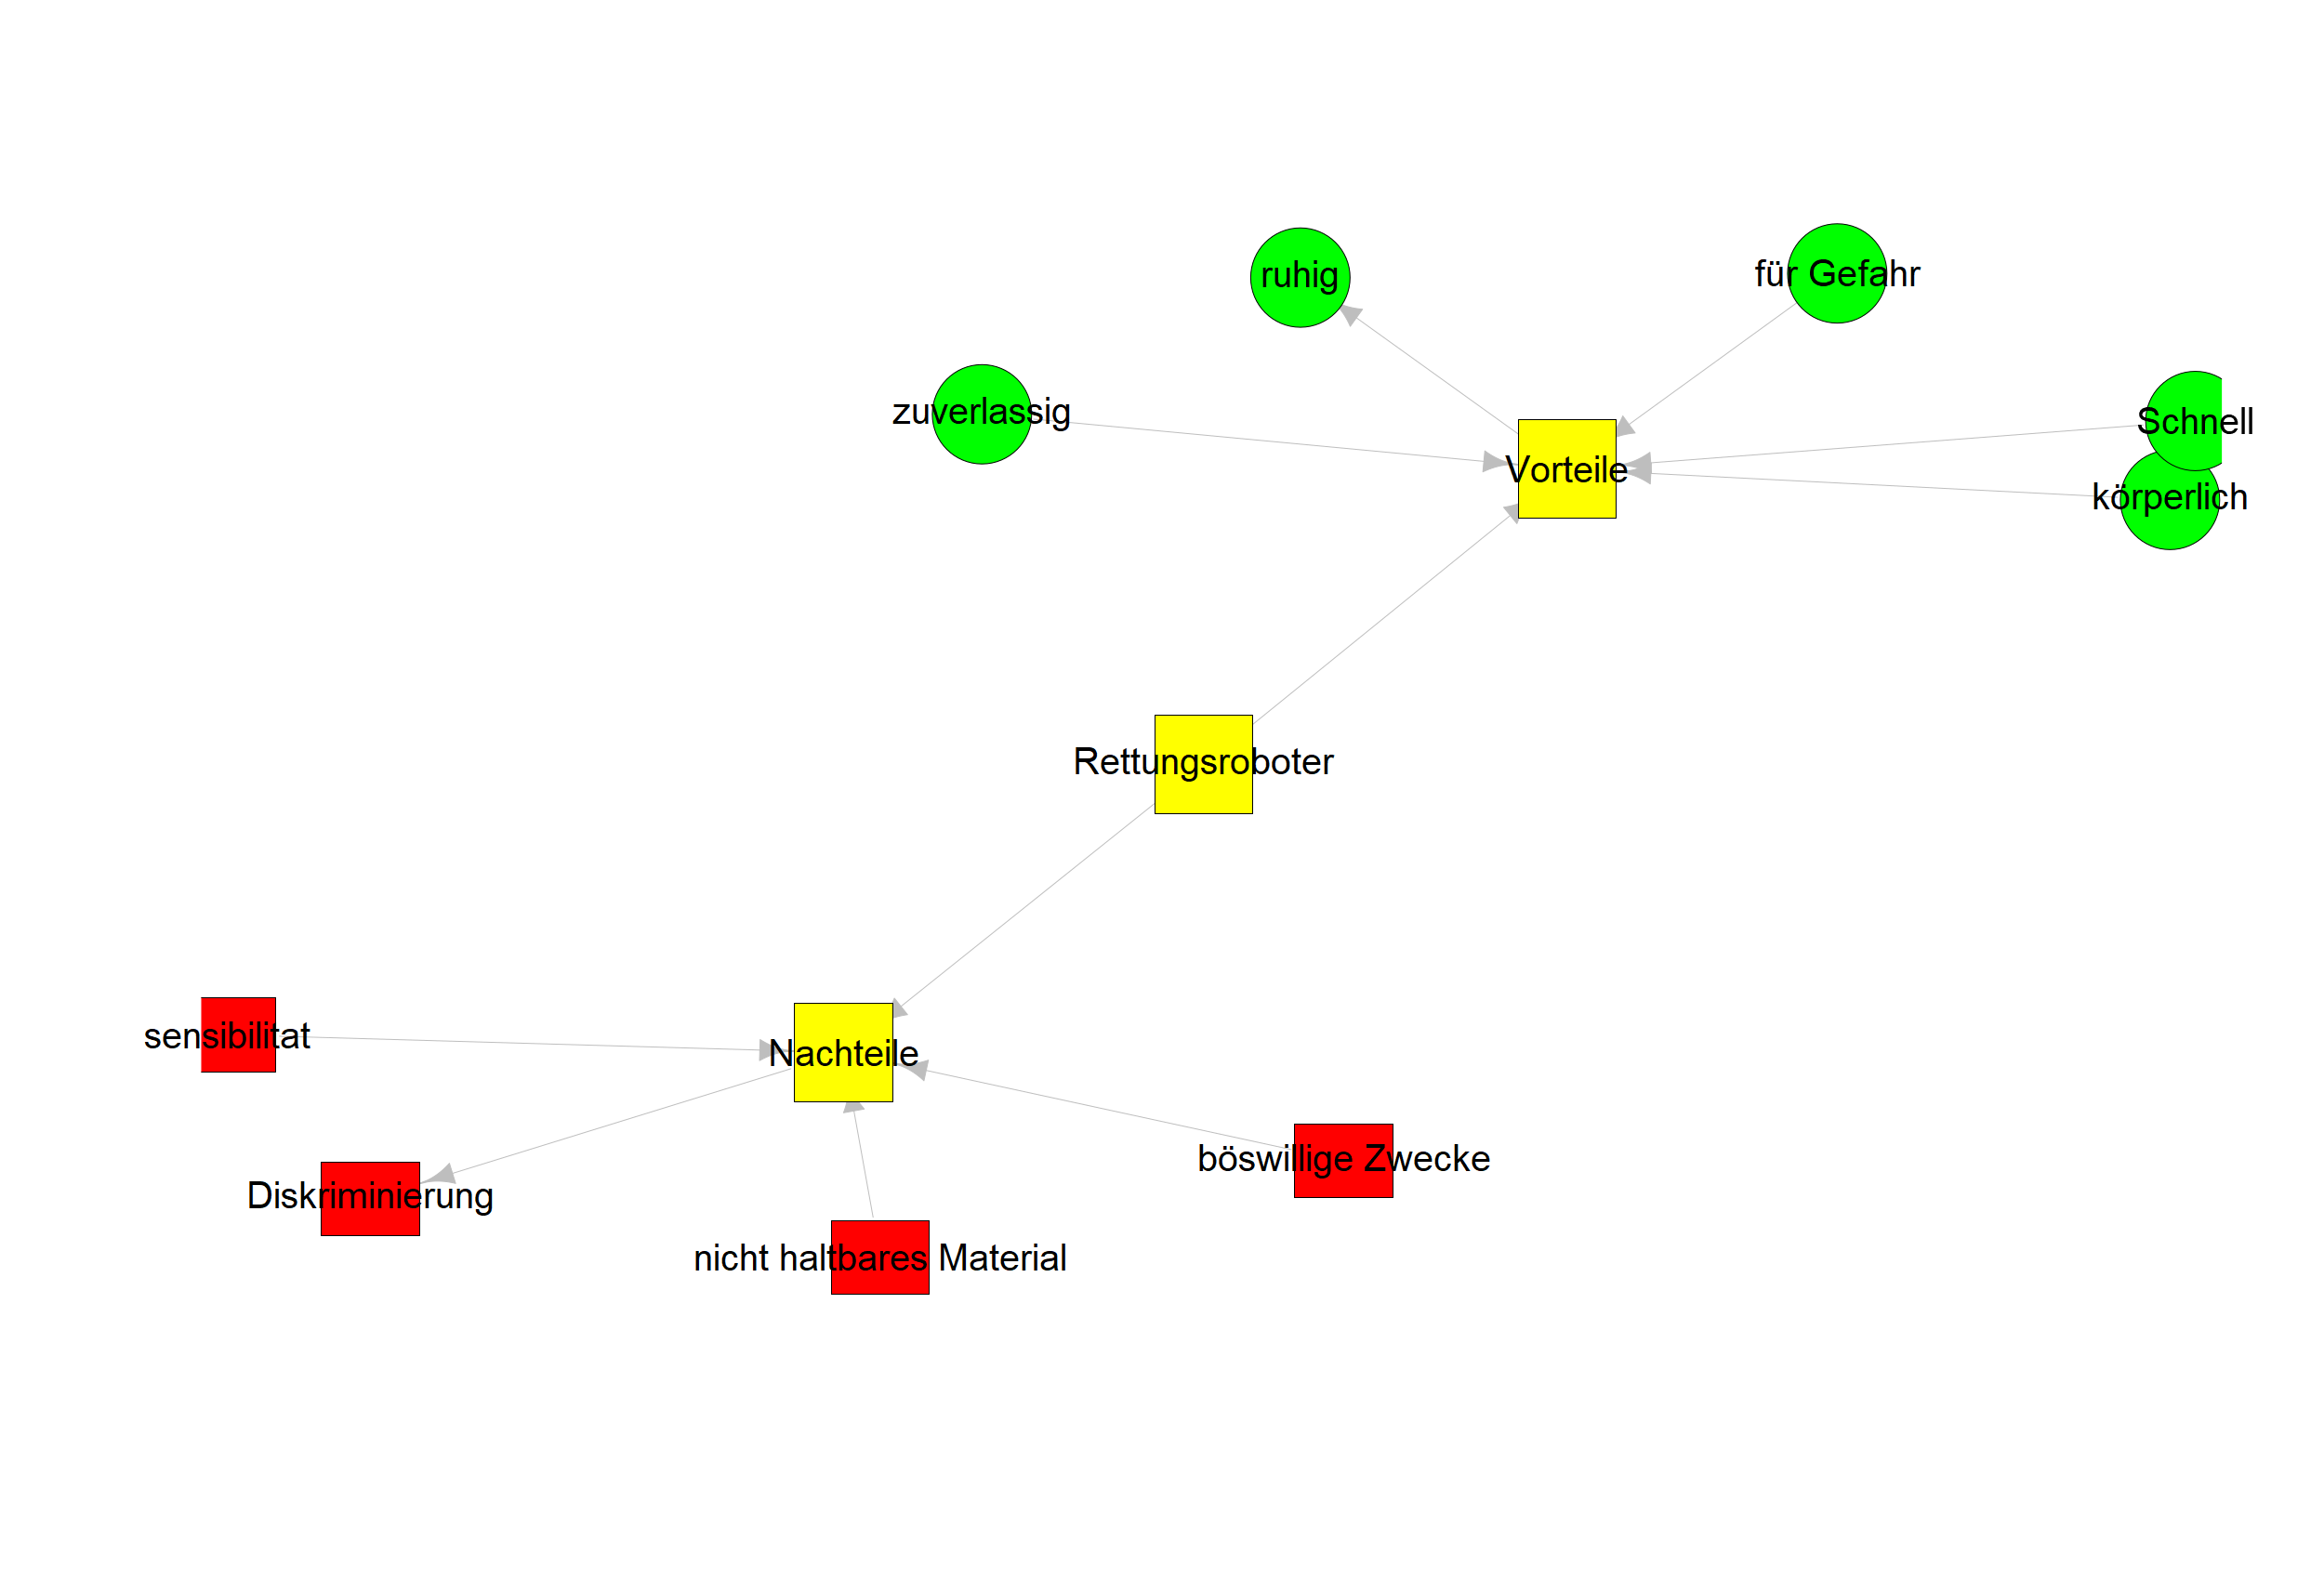 ruhig
für Gefahr
zuverlassig
Schnell
Vorteile
körperlich
Rettungsroboter
sensibilitat
Nachteile
böswillige Zwecke
Diskriminierung
nicht haltbares Material